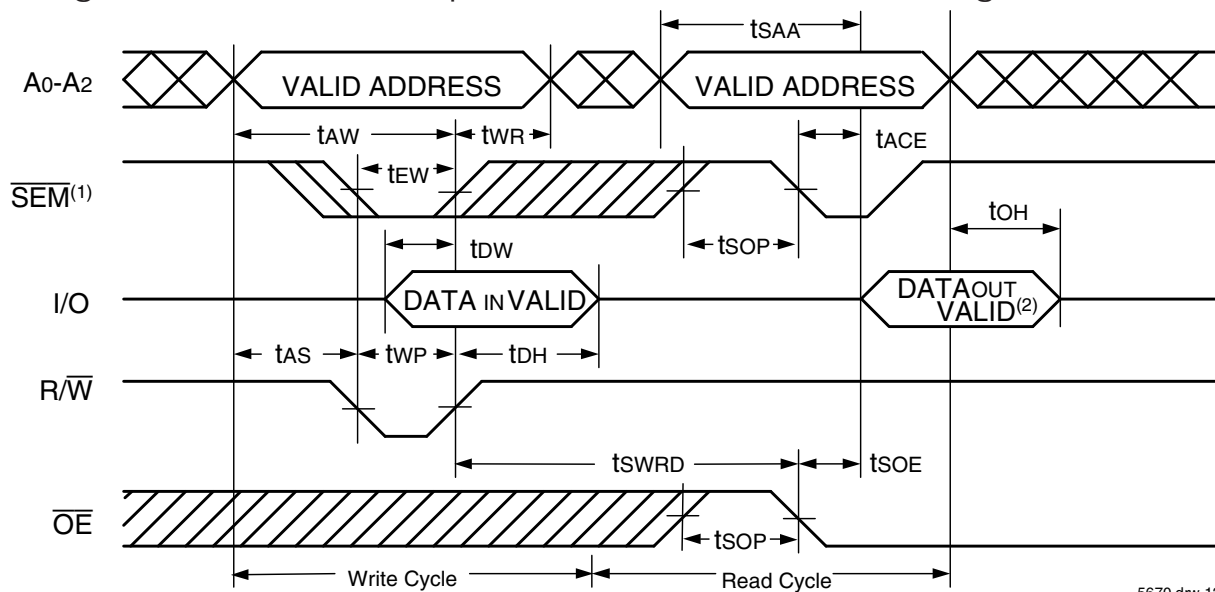 tSAA
A0-A2
VALID ADDRESS
VALID ADDRESS
tAW
tWR
tACE
tEW
SEM(1)
tSOP
tOH
tDW
I/O
DATA IN VALID
DATAOUT
VALID(2)
tAS
tWP
tDH
R/W
tSWRD
tSOE
OE
tSOP
Write Cycle
Read Cycle